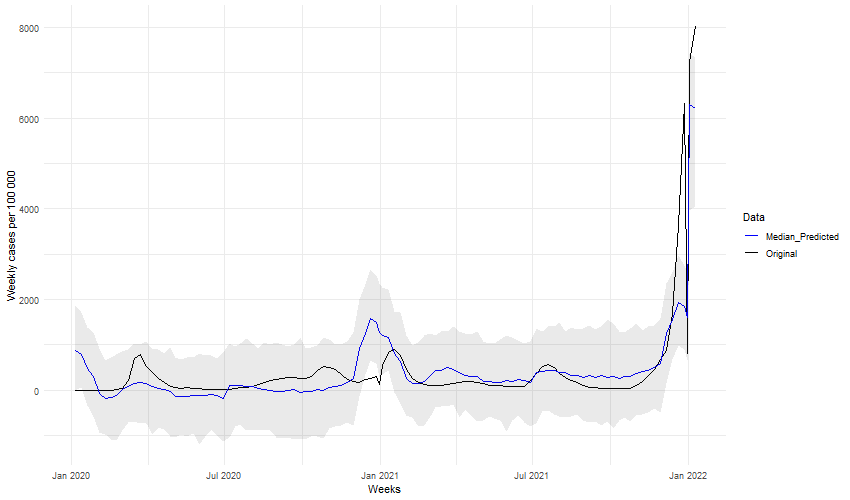 8000
6000
4000
2000
0
Weekly cases per 100 000
Jan 2020
Jul 2020
Jan 2021
Jul 2021
Jan 2022
Weeks
Data
Median_Predicted
Original